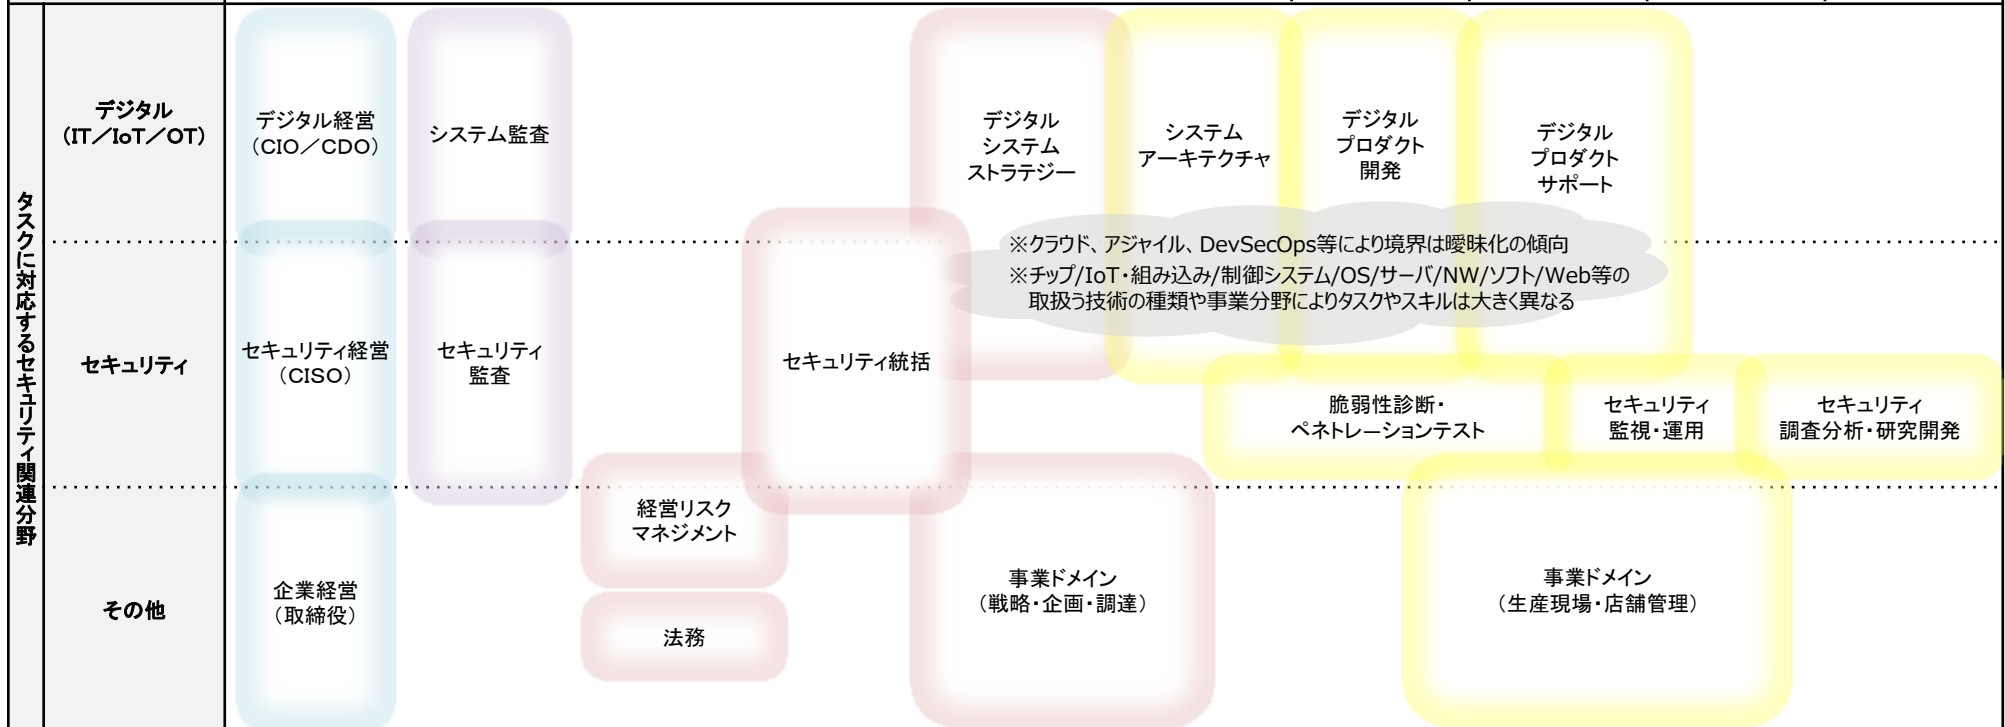 タスクに対応するセキュリティ関連分野
デジタル
（IT／IoT／OT）
デジタル経営
（CIO／CDO）
システム監査
デジタル
システム
ストラテジー
システム
アーキテクチャ
デジタル
プロダクト
開発
デジタル
プロダクト
サポート
※クラウド、アジャイル、DevSecOps等により境界は曖昧化の傾向
※チップ/IoT・組み込み/制御システム/OS/サーバ/NW/ソフト/Web等の
取扱う技術の種類や事業分野によりタスクやスキルは大きく異なる
セキュリティ
セキュリティ経営
（CISO）
セキュリティ
監査
セキュリティ統括
脆弱性診断・
ペネトレーションテスト
セキュリティ
監視・運用
セキュリティ
調査分析・研究開発
その他
企業経営
（取締役）
経営リスク
マネジメント
法務
事業ドメイン
（戦略・企画・調達）
事業ドメイン
（生産現場・店舗管理）